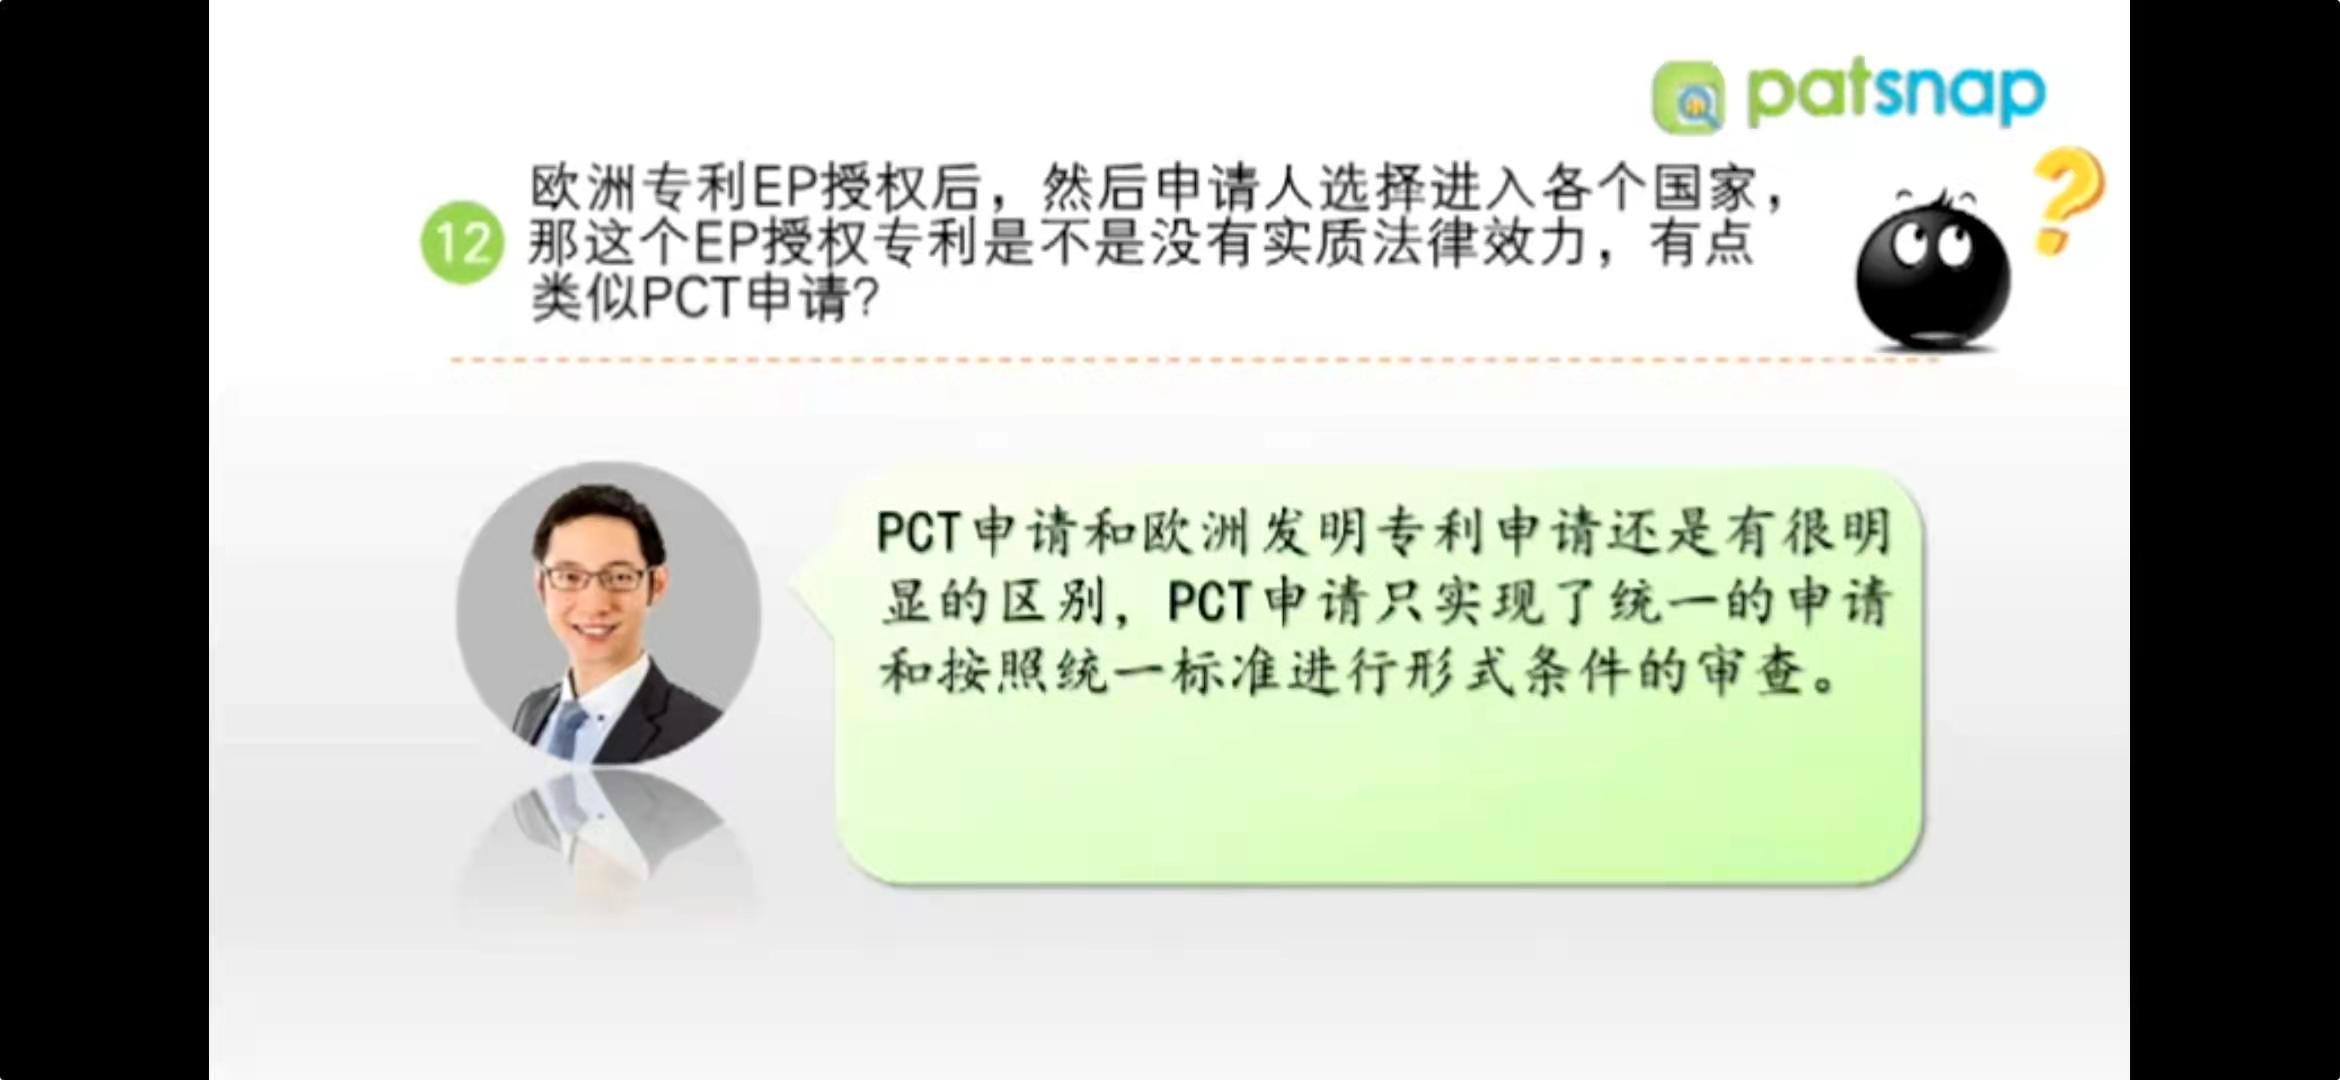 patsnap
12
欧洲专利EP授权后，然后申请人选择进入各个国家，
那这个EP授权专利是不是没有实质法律效力，有点
类似PCT申请?
PCT申请和欧洲发明专利申请还是有很明
显的区别，PCT申请只实现了统一的申请
和按照统一标准进行形式条件的审查。